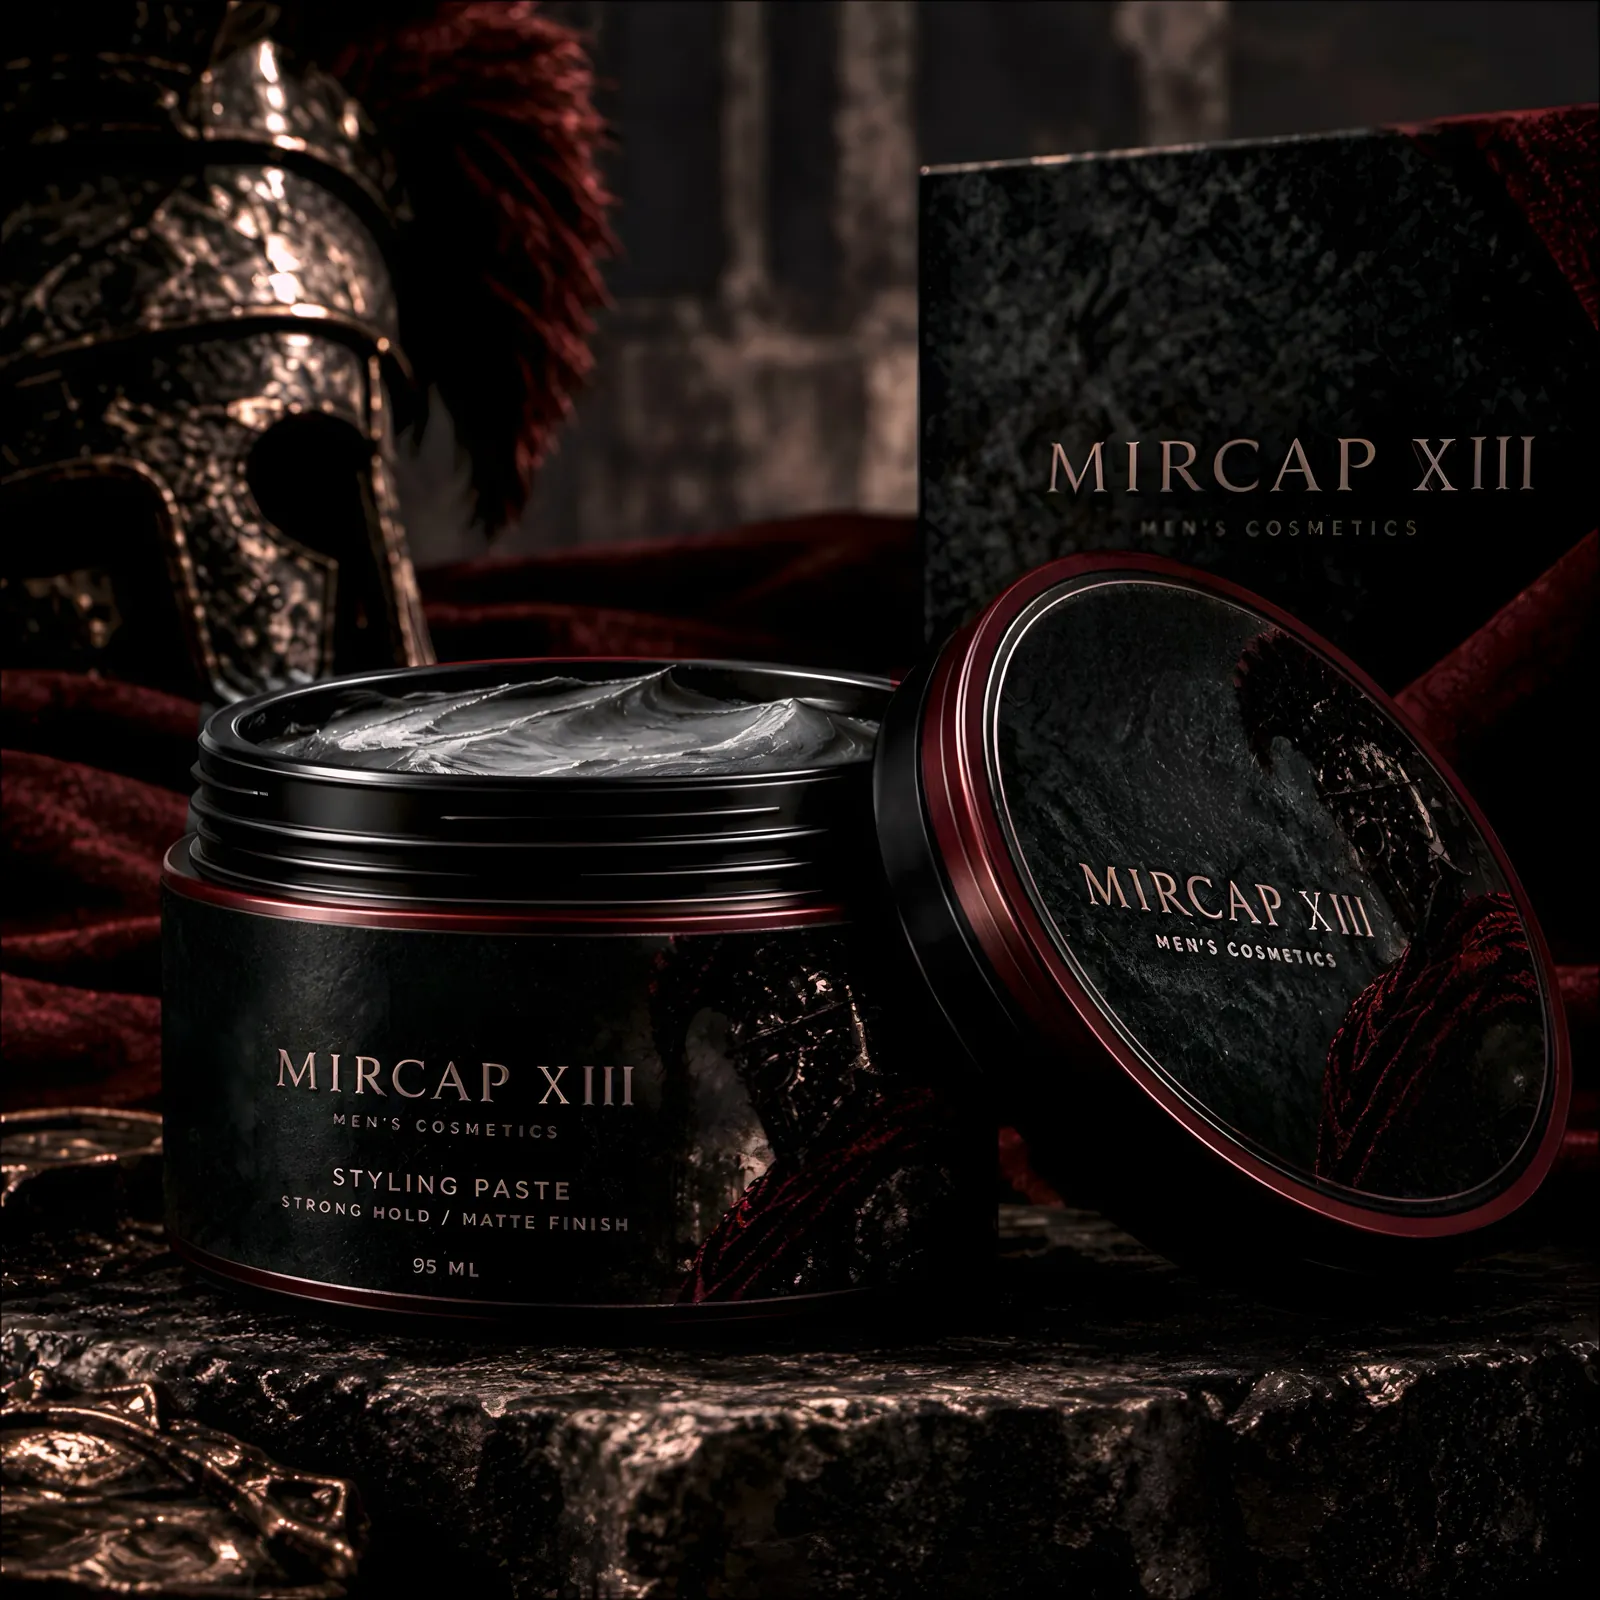 MIRCAP XIII
MEN'S COSMETICS
MIRCAP XIII
MEN'S COSMETICS
MIRCAP XIII
MEN'S COSMETICS
STYLING PASTE
STRONG HOLD / MATTE FINISH
95 ML